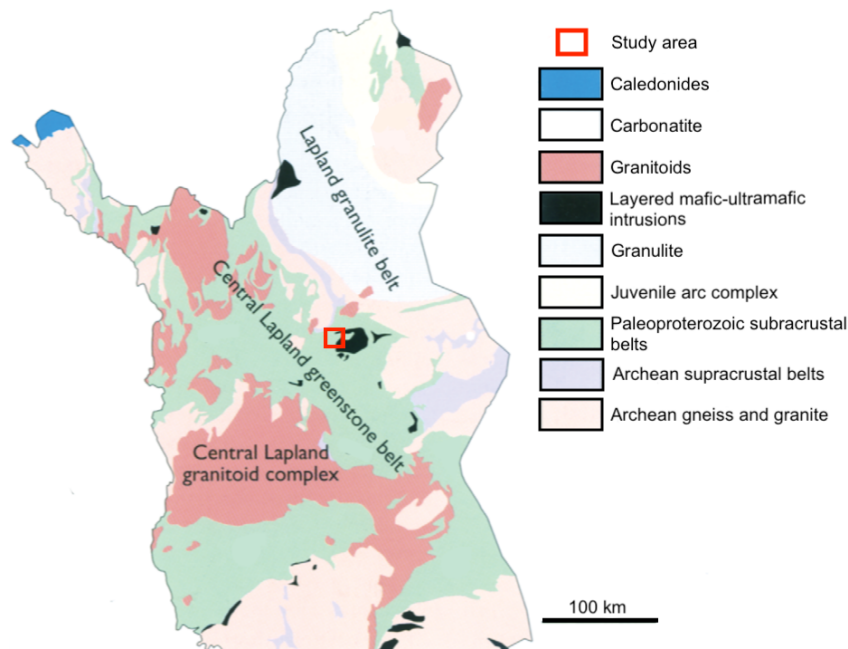 Study area
Caledonides
Carbonatite
Granitoids
Layered mafic-ultramafic
intrusions
Granulite
Juvenile arc complex
Paleoproterozoic subracrustal
belts
Archean supracrustal belts
Archean gneiss and granite
Lapland granulite belt
Central Lapland greenstone belt
Central Lapland
granitoid complex
100 km